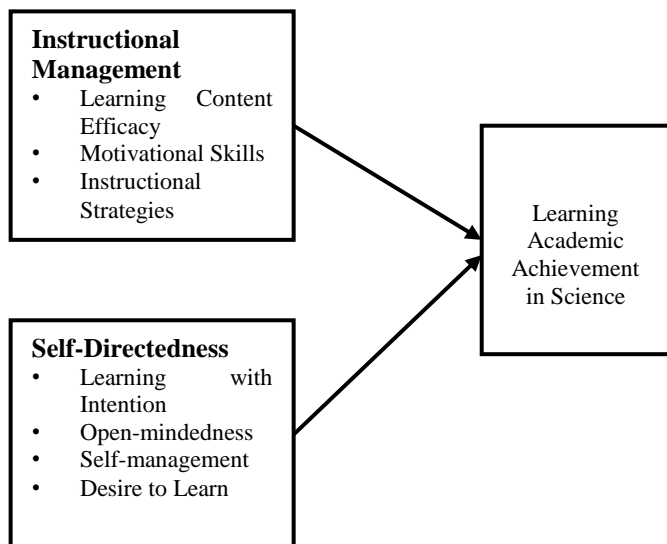 Instructional
Management
• Learning Content
Efficacy
• Motivational Skills
• Instructional
Strategies
Learning
Academic
Achievement
in Science
Self-Directedness
• Learning with
Intention
• Open-mindedness
• Self-management
• Desire to Learn